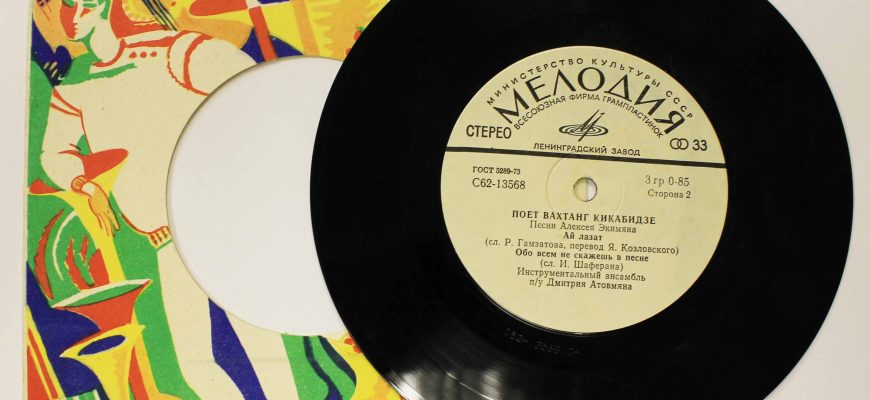 МИНИСТЕРСТВО КУЛЬТУРЫ СССР
МЕЛОДИЯ
ВСЕСОЮЗНАЯ ФИРМА ГРАМПЛАСТИНОК
СТЕРЕО
33
ЛЕНИНГРАДСКИЙ ЗАВОД
ГОСТ 5289-73
С62-13568
3 гр 0-85
Сторона 2
ПОЕТ ВАХТАНГ КИКАБИДЗЕ
Песни Алексея Экимяна
Ай лазат
(сл. Р. Гамзатова, перевод Я. Козловского)
Обо всем не скажешь в песне
(сл. И. Шаферана)
Инструментальный ансамбль
п/у Дмитрия Атовмяна